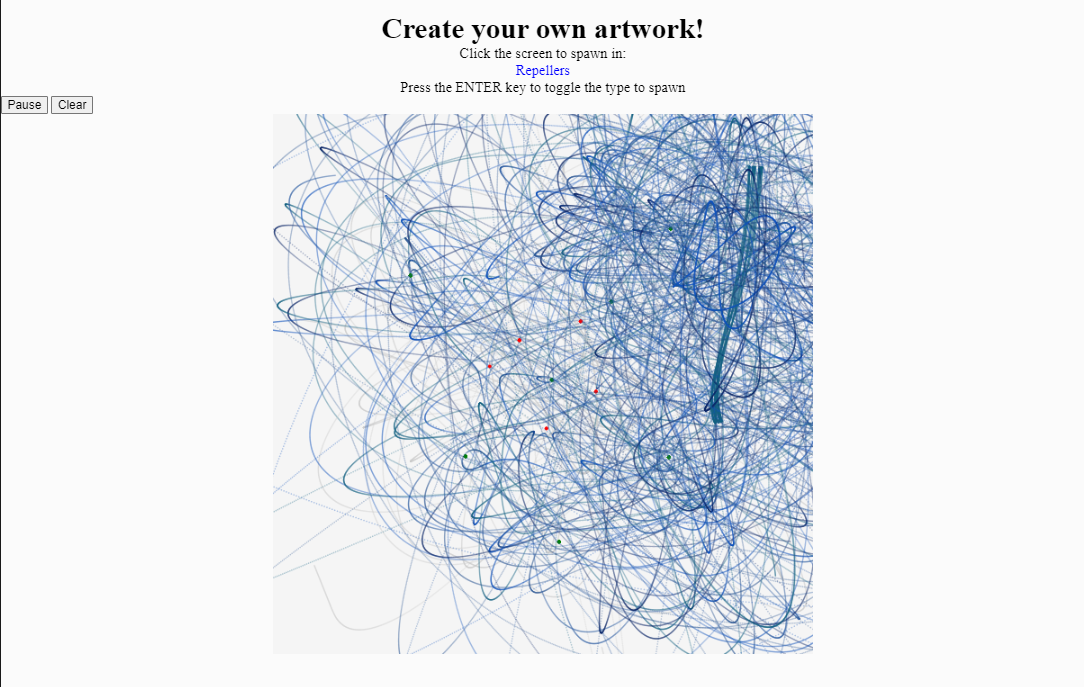 Create your own artwork!
Click the screen to spawn in:
Repellers
Press the ENTER key to toggle the type to spawn
Pause Clear